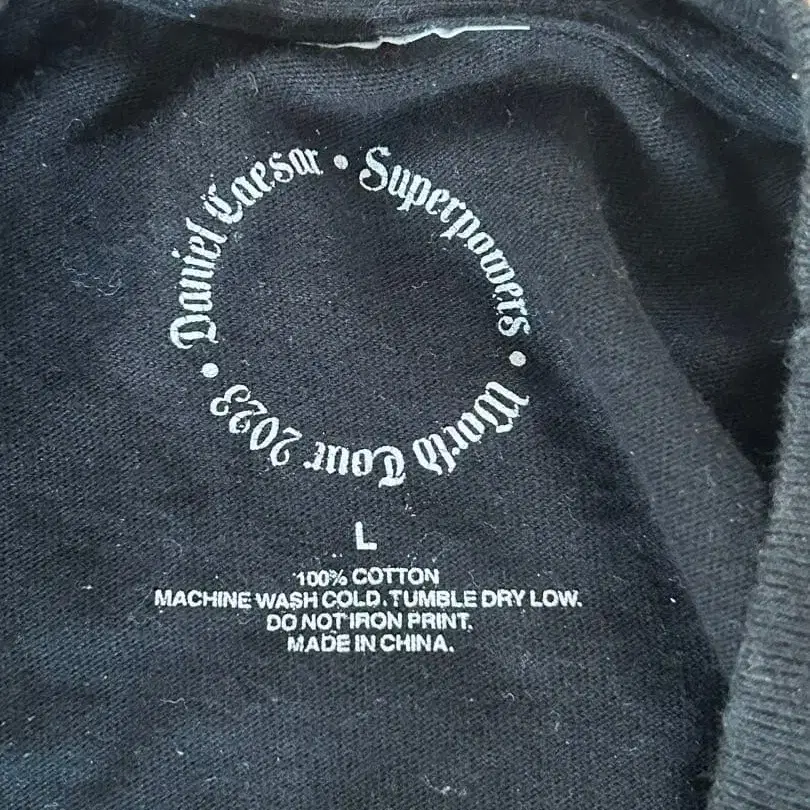 Daniel Caesar • Superpowers • World Tour 2023 •
L
100% COTTON
MACHINE WASH COLD. TUMBLE DRY LOW.
DO NOT IRON PRINT.
MADE IN CHINA.